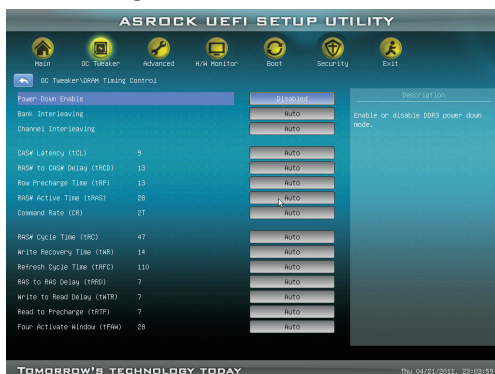 ASROCK UEFI SETUP UTILITY
Main OC Tweaker Advanced H/W Monitor Boot Security Exit
OC Tweaker\DRAM Timing Control
Power Down Enable Disabled
Description
Bank Interleaving Auto
Enable or disable DDR3 power down
mode.
Channel Interleaving Auto
CAS# Latency (tCL) 9 Auto
RAS# to CAS# Delay (tRCD) 13 Auto
Row Precharge Time (tRP) 13 Auto
RAS# Active Time (tRAS) 28 Auto
Command Rate (CR) 2T Auto
RAS# Cycle Time (tRC) 47 Auto
Write Recovery Time (tWR) 14 Auto
Refresh Cycle Time (tRFC) 110 Auto
RAS to RAS Delay (tRRD) 7 Auto
Write to Read Delay (tWTR) 7 Auto
Read to Precharge (tRTP) 7 Auto
Four Activate Window (tFAW) 28 Auto
TOMORROW'S TECHNOLOGY TODAY Thu 04/21/2011, 23:03:59